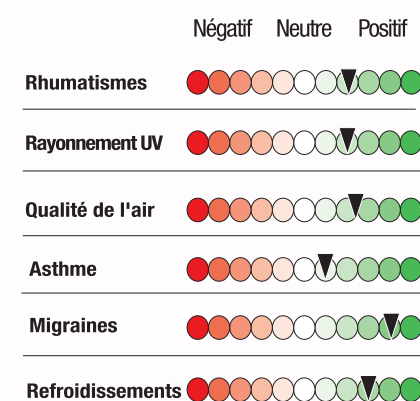 Négatif Neutre Positif
Rhumatismes
Rayonnement UV
Qualité de l'air
Asthme
Migraines
Refroidissements